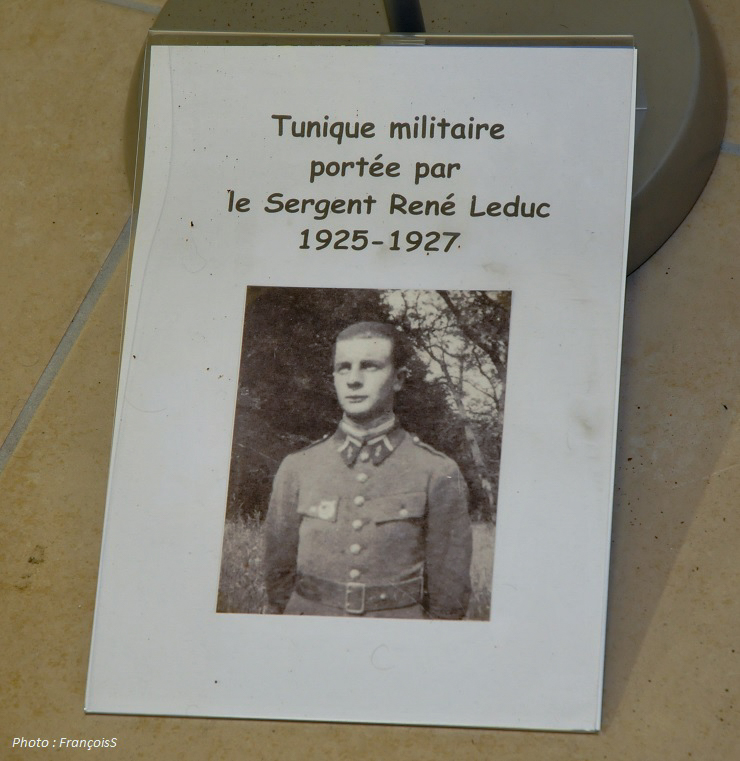 Tunique militaire
portée par
le Sergent René Leduc
1925-1927
Photo : FrançoisS